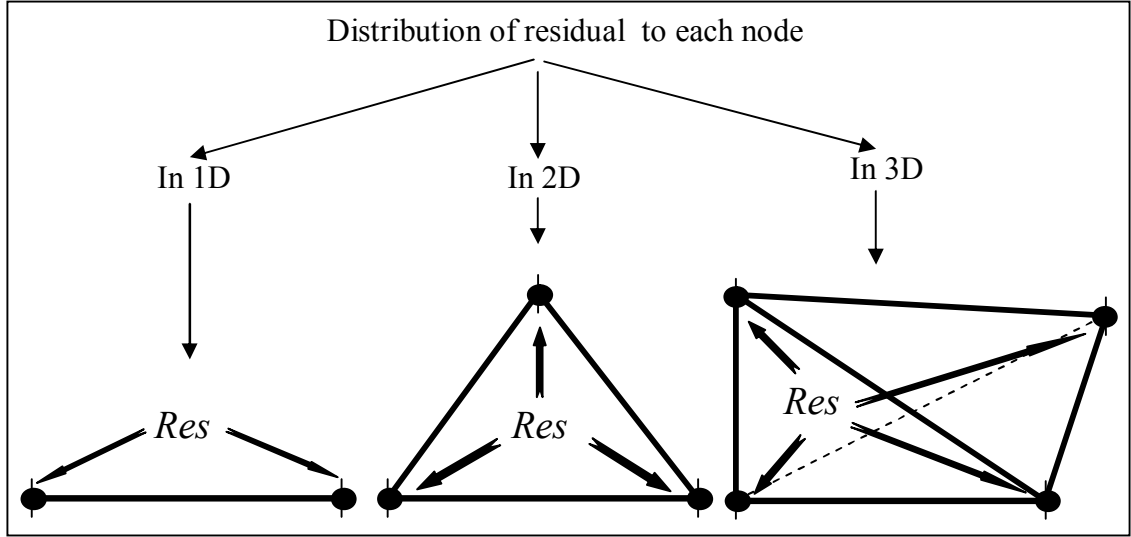 Distribution of residual to each node
In 1D
In 2D
In 3D
Res
Res
Res